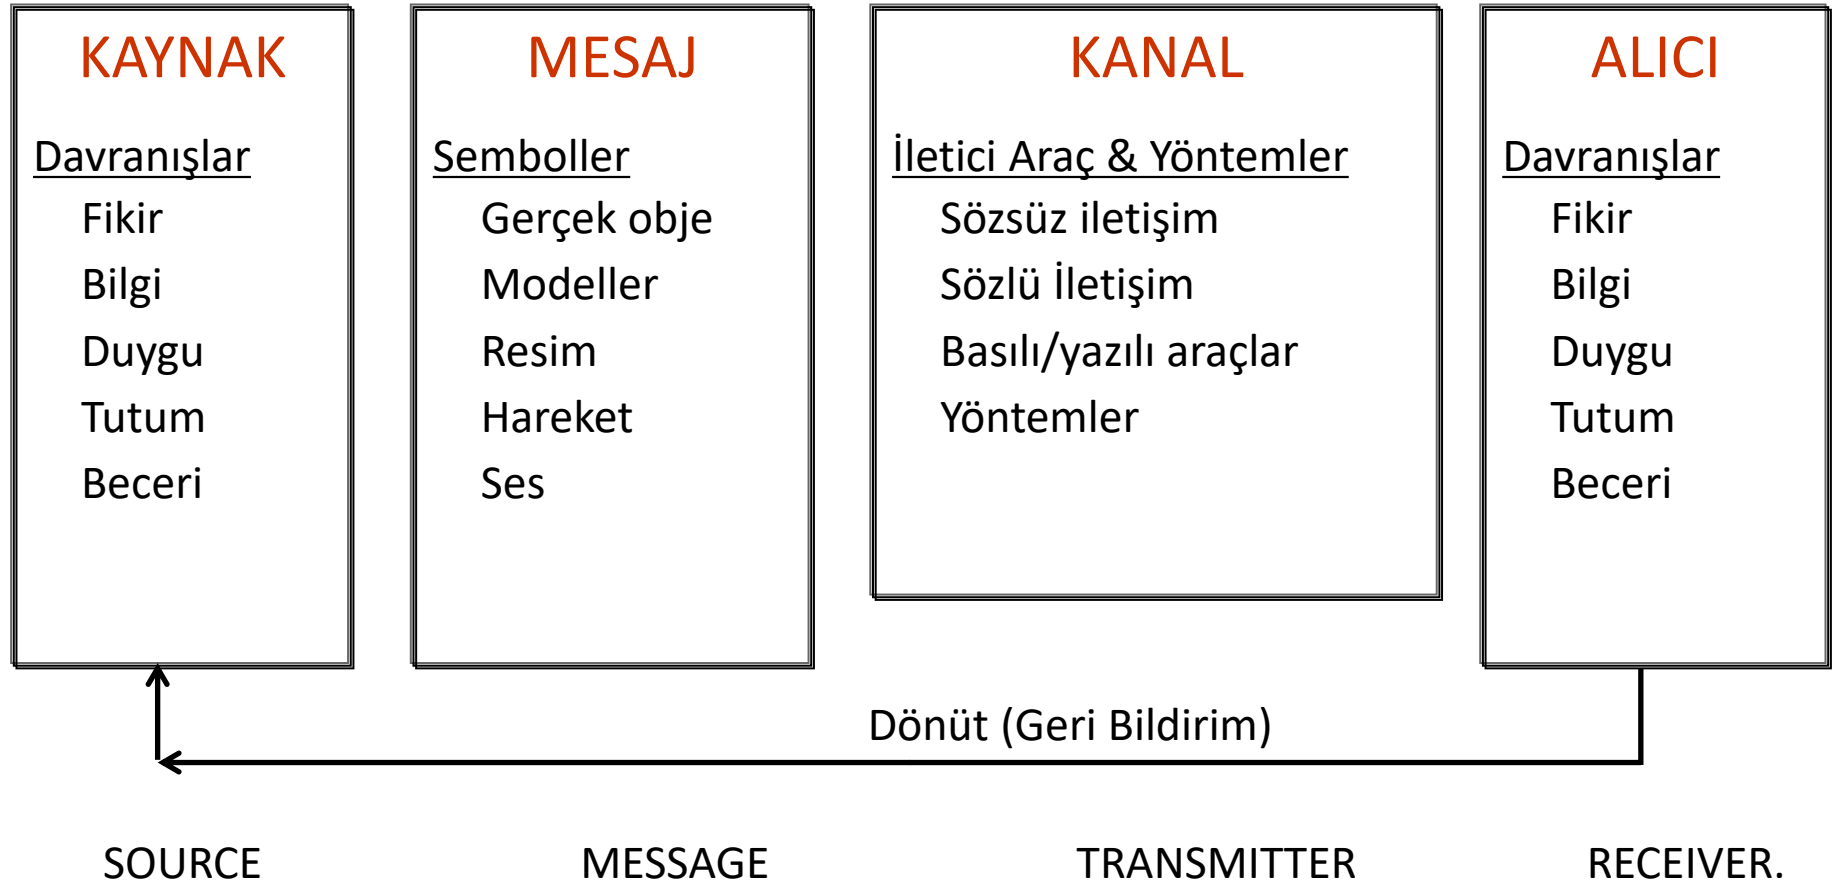 KAYNAK
Davranışlar
Fikir
Bilgi
Duygu
Tutum
Beceri
MESAJ
Semboller
Gerçek obje
Modeller
Resim
Hareket
Ses
KANAL
İletici Araç & Yöntemler
Sözsüz iletişim
Sözlü İletişim
Basılı/yazılı araçlar
Yöntemler
ALICI
Davranışlar
Fikir
Bilgi
Duygu
Tutum
Beceri
Dönüt (Geri Bildirim)
SOURCE
MESSAGE
TRANSMITTER
RECEIVER.